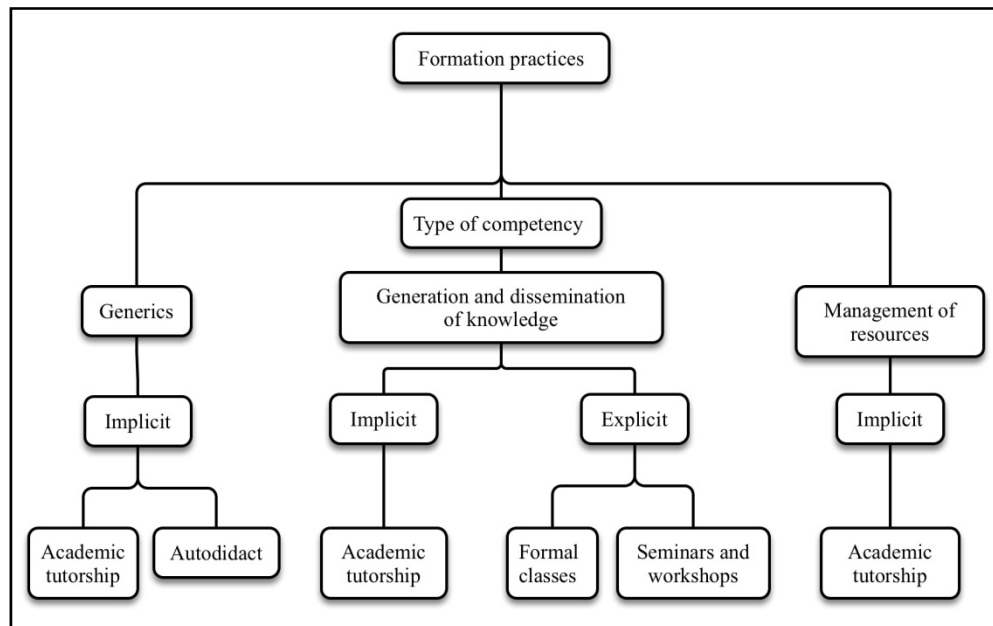 Formation practices
Type of competency
Generics
Generation and dissemination
of knowledge
Management of
resources
Implicit
Implicit
Explicit
Implicit
Academic
tutorship
Autodidact
Academic
tutorship
Formal
classes
Seminars and
workshops
Academic
tutorship